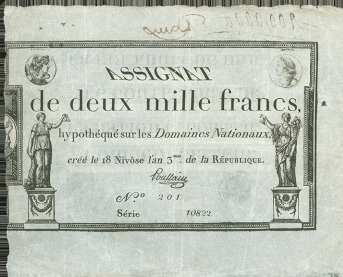 ASSIGNAT
de deux mille francs,
hypothéqué sur les Domaines Nationaux,
créé le 18 Nivôse l'an 3me. de la RÉPUBLIQUE.
Nº. 201
Série 10822.